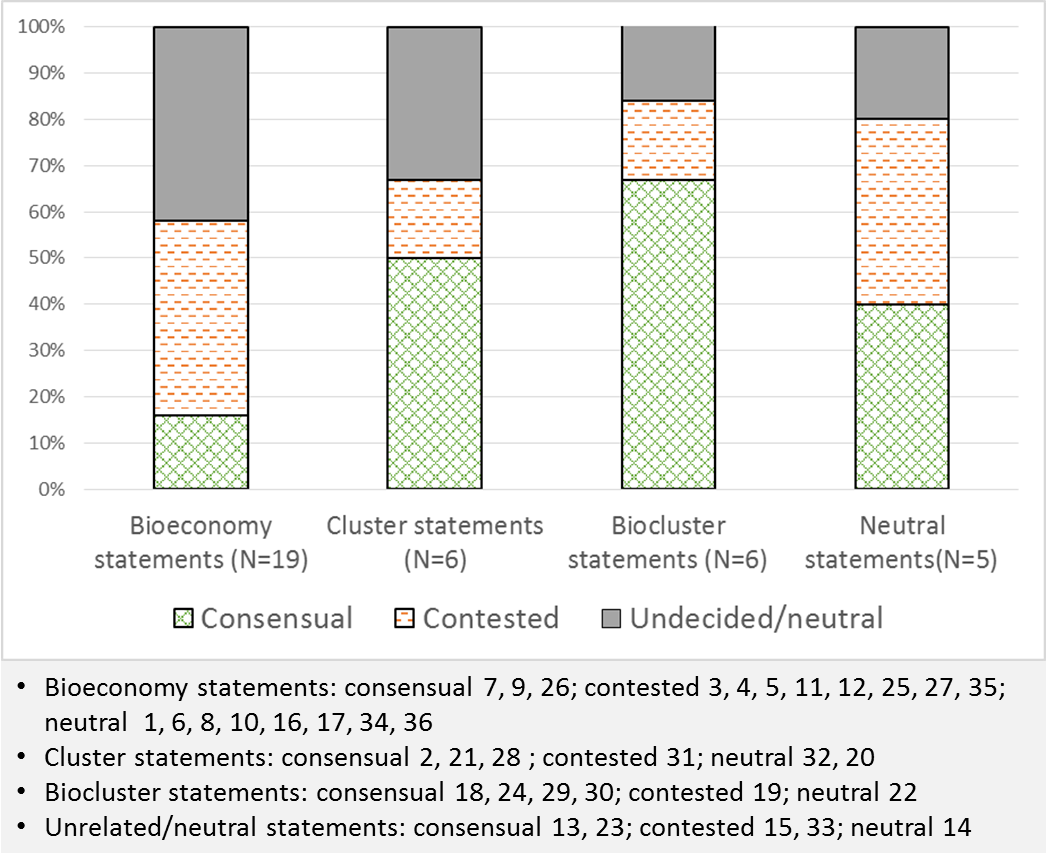 100%
90%
80%
70%
60%
50%
40%
30%
20%
10%
0%
Bioeconomy
statements (N=19)
Cluster statements
(N=6)
Biocluster
statements (N=6)
Neutral
statements(N=5)
Consensual Contested Undecided/neutral
• Bioeconomy statements: consensual 7, 9, 26; contested 3, 4, 5, 11, 12, 25, 27, 35;
neutral 1, 6, 8, 10, 16, 17, 34, 36
• Cluster statements: consensual 2, 21, 28 ; contested 31; neutral 32, 20
• Biocluster statements: consensual 18, 24, 29, 30; contested 19; neutral 22
• Unrelated/neutral statements: consensual 13, 23; contested 15, 33; neutral 14